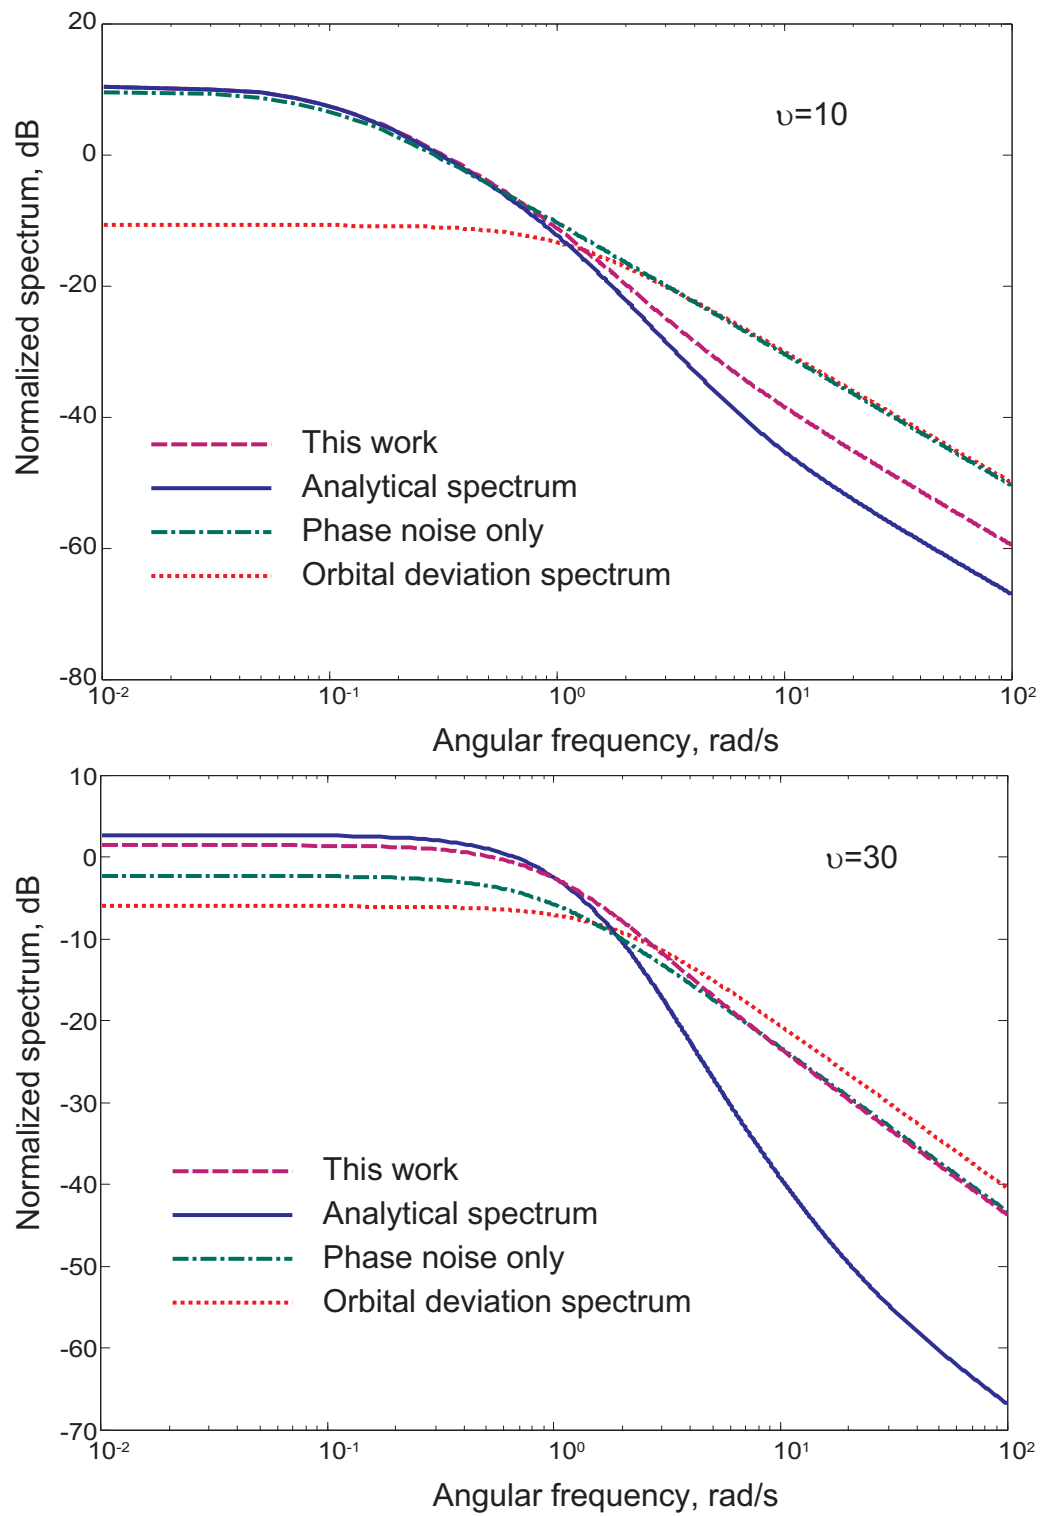 20
0
-20
-40
-60
-80
Normalized spectrum, dB
υ=10
This work
Analytical spectrum
Phase noise only
Orbital deviation spectrum
10-2 10-1 100 101 102
Angular frequency, rad/s
10
0
-10
-20
-30
-40
-50
-60
-70
Normalized spectrum, dB
υ=30
This work
Analytical spectrum
Phase noise only
Orbital deviation spectrum
10-2 10-1 100 101 102
Angular frequency, rad/s